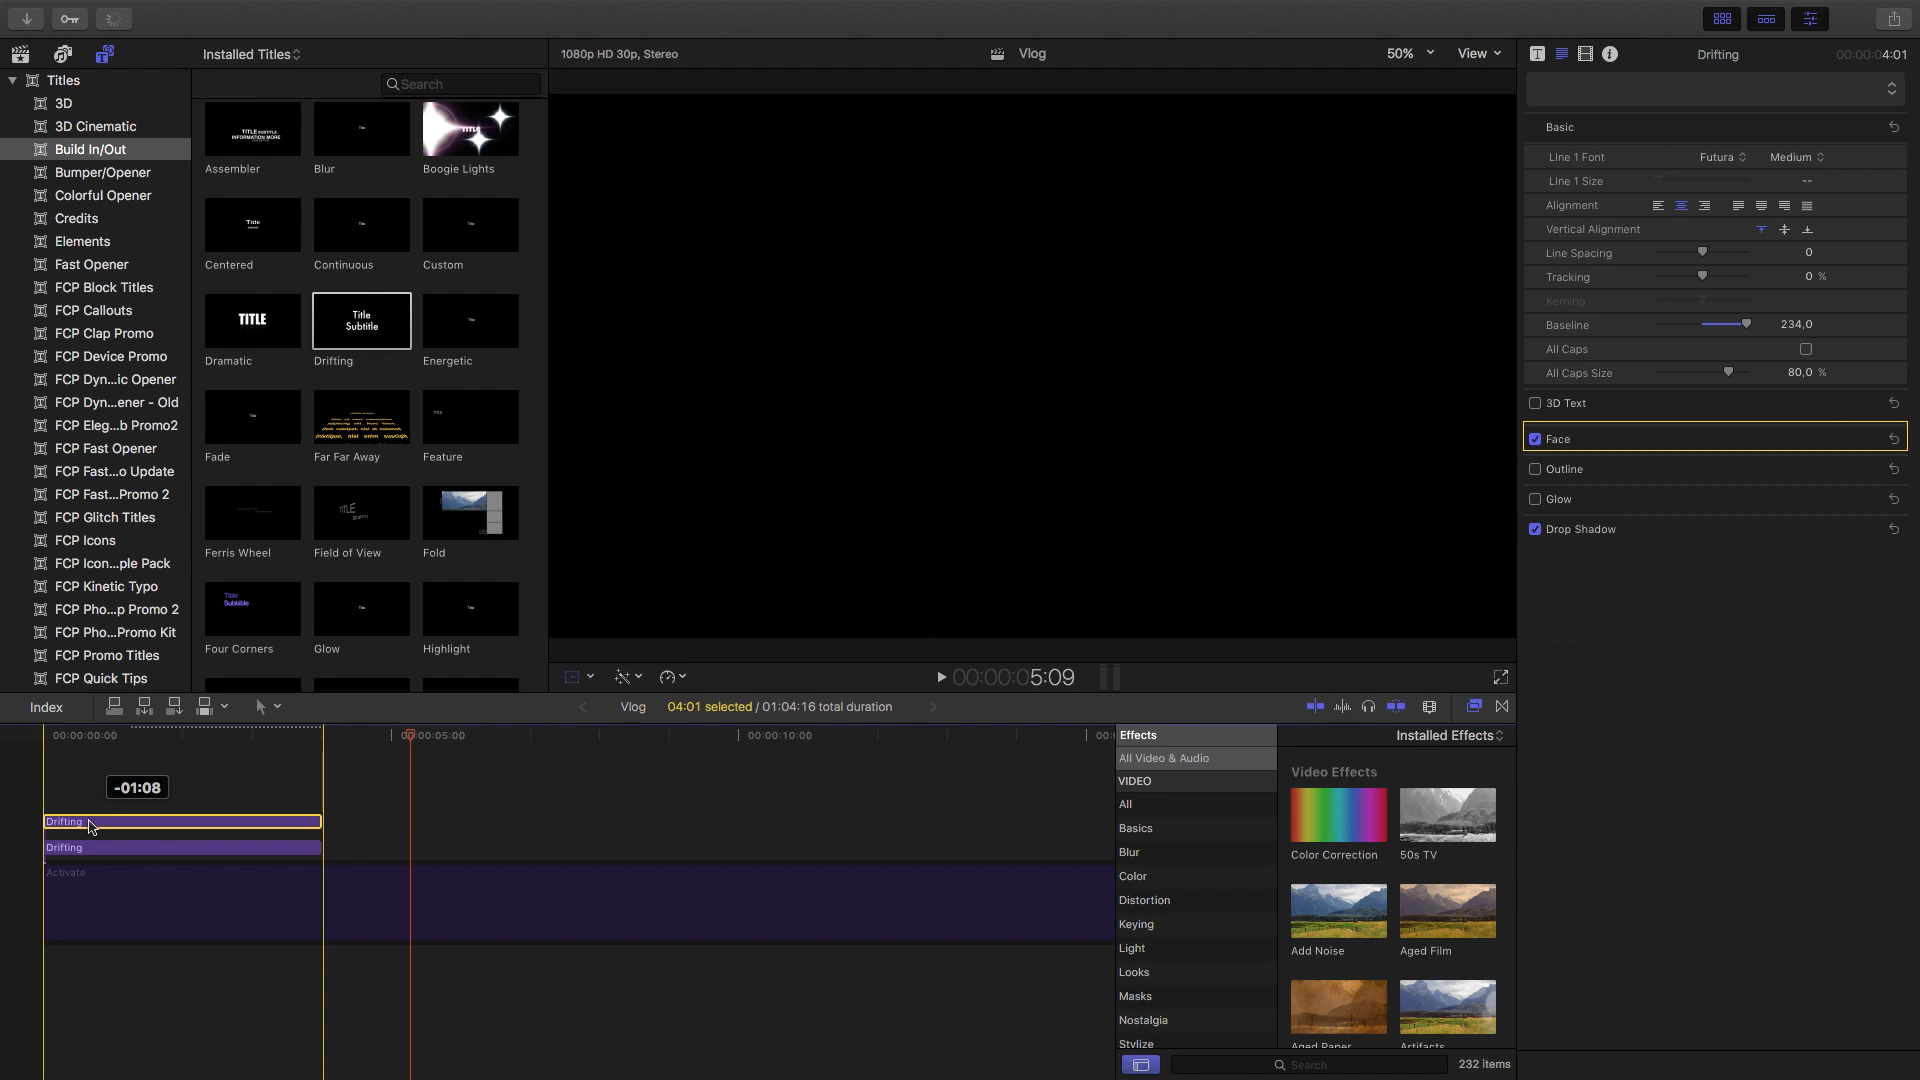 Installed Titles
1080p HD 30p, Stereo
Vlog
50%
View
Drifting
00:00:04:01
Titles
3D
3D Cinematic
Build In/Out
Bumper/Opener
Colorful Opener
Credits
Elements
Fast Opener
FCP Block Titles
FCP Callouts
FCP Clap Promo
FCP Device Promo
FCP Dyn...ic Opener
FCP Dyn...ener - Old
FCP Eleg...b Promo2
FCP Fast Opener
FCP Fast...o Update
FCP Fast...Promo 2
FCP Glitch Titles
FCP Icons
FCP Icon...ple Pack
FCP Kinetic Typo
FCP Pho...p Promo 2
FCP Pho...Promo Kit
FCP Promo Titles
FCP Quick Tips
Search
TITLE SUBTITLE
INFORMATION MORE
Title
TITLE
Assembler
Blur
Boogie Lights
Title
Title
Title
Centered
Continuous
Custom
TITLE
Title
Subtitle
Title
Dramatic
Drifting
Energetic
Title
TITLE
Fade
Far Far Away
Feature
TITLE
Ferris Wheel
Field of View
Fold
Title
Subtitle
Title
Title
Four Corners
Glow
Highlight
Basic
Line 1 Font
Futura
Medium
Line 1 Size
--
Alignment
Vertical Alignment
Line Spacing
0
Tracking
0 %
Kerning
Baseline
234,0
All Caps
All Caps Size
80,0 %
3D Text
Face
Outline
Glow
Drop Shadow
00:00:05:09
Index
Vlog
04:01 selected / 01:04:16 total duration
00:00:00:00
00:00:05:00
00:00:10:00
00:
-01:08
Drifting
Drifting
Activate
Effects
Installed Effects
All Video & Audio
VIDEO
All
Basics
Blur
Color
Distortion
Keying
Light
Looks
Masks
Nostalgia
Stylize
Video Effects
Color Correction
50s TV
Add Noise
Aged Film
Aged Paper
Artifacts
Search
232 items